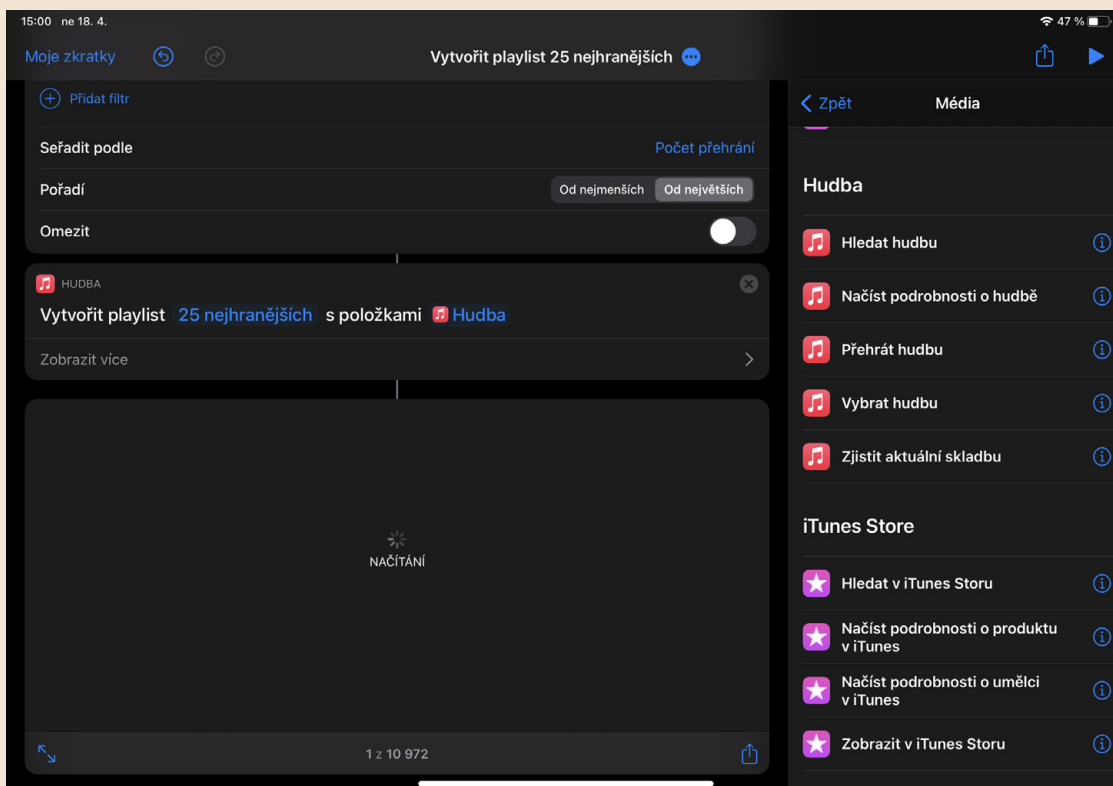 15:00 ne 18. 4.
47 %
Moje zkratky
Vytvořit playlist 25 nejhranějších
Přidat filtr
Seřadit podle
Počet přehrání
Pořadí
Od nejmenších
Od největších
Omezit
HUDBA
Vytvořit playlist 25 nejhranějších s položkami Hudba
Zobrazit více
NAČÍTÁNÍ
1 z 10 972
Zpět
Média
Hudba
Hledat hudbu
Načíst podrobnosti o hudbě
Přehrát hudbu
Vybrat hudbu
Zjistit aktuální skladbu
iTunes Store
Hledat v iTunes Storu
Načíst podrobnosti o produktu
v iTunes
Načíst podrobnosti o umělci
v iTunes
Zobrazit v iTunes Storu